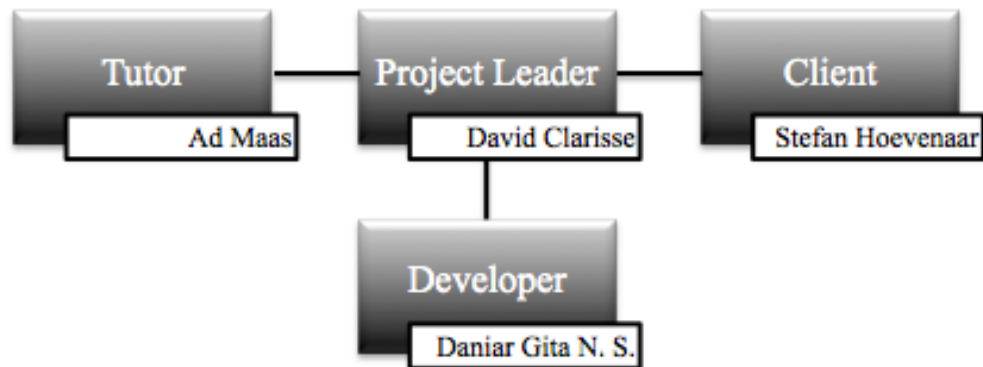 Tutor
Ad Maas
Project Leader
David Clarisse
Client
Stefan Hoevenaar
Developer
Daniar Gita N. S.